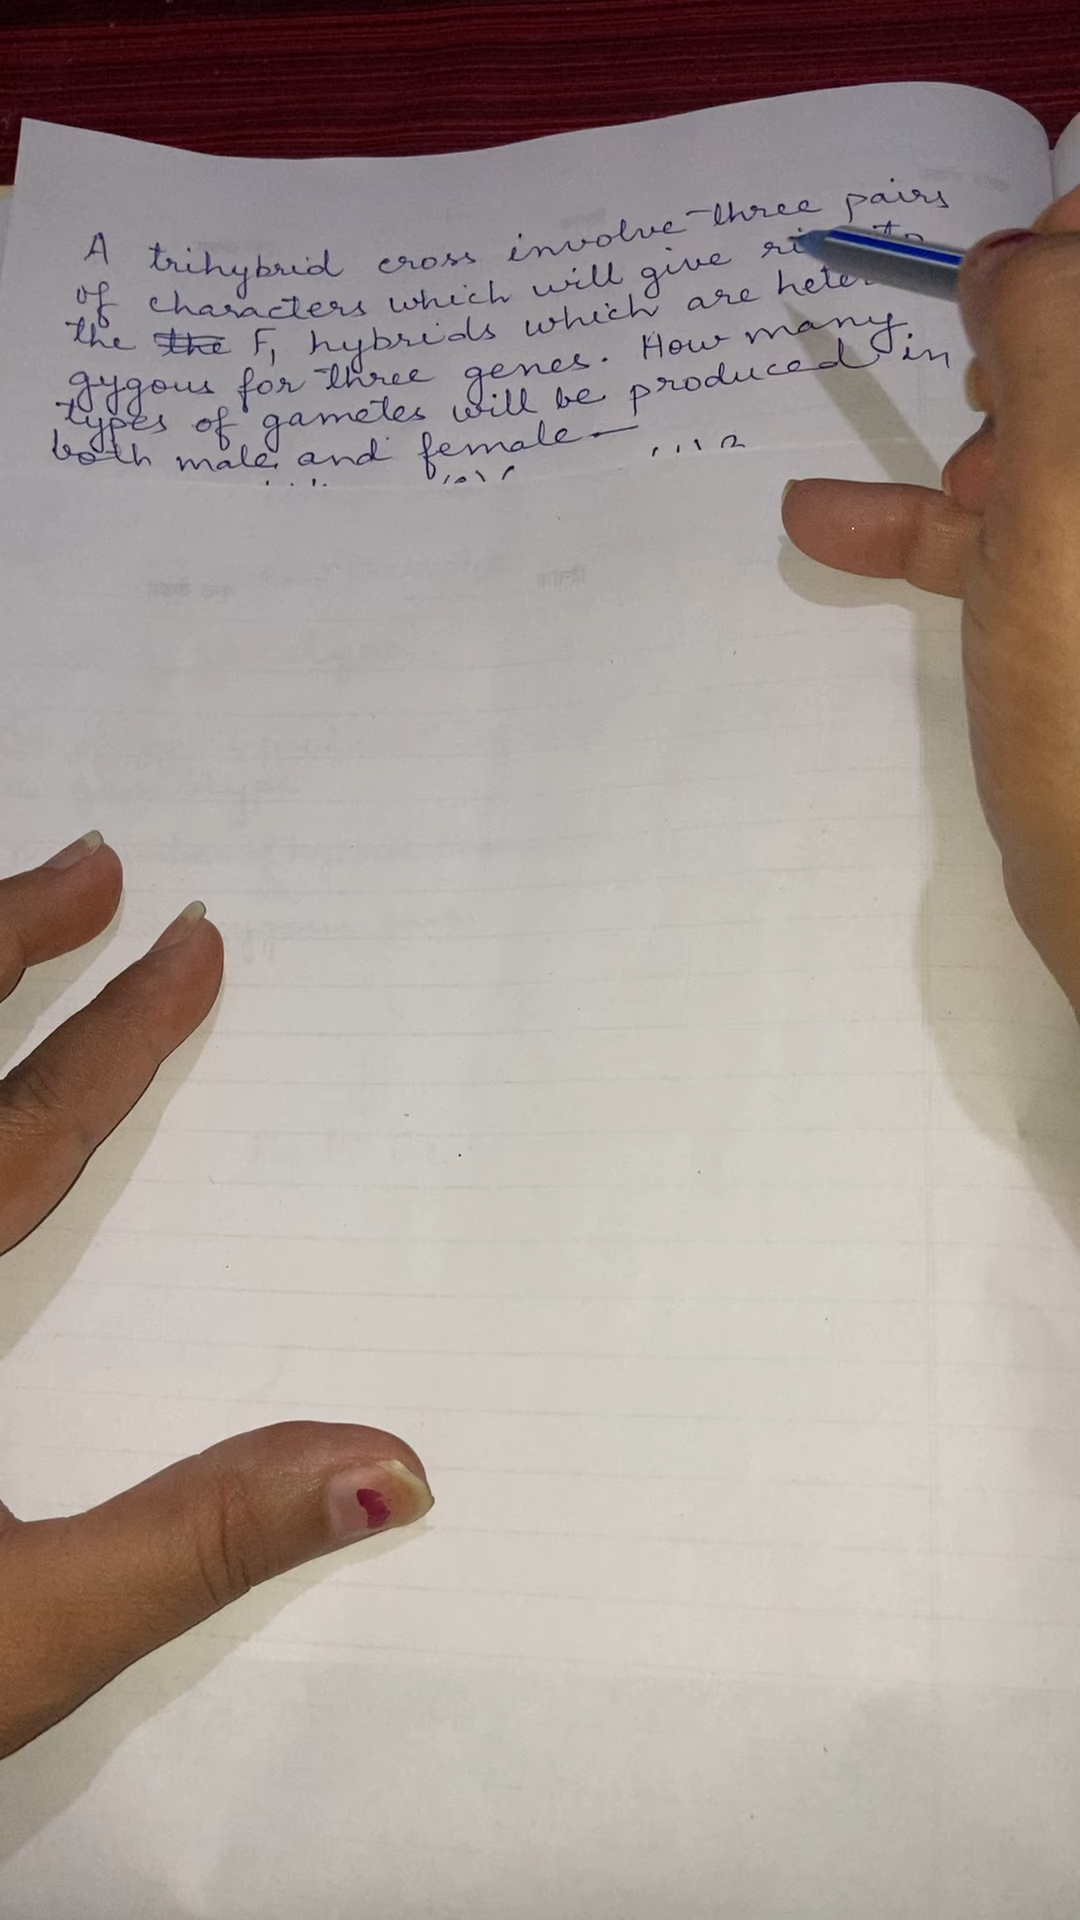 A trihybrid cross involve three pairs
of characters which will give
the the F1 hybrids which are
gygous for three genes. How many
types of gametes will be produced in
both male and female —